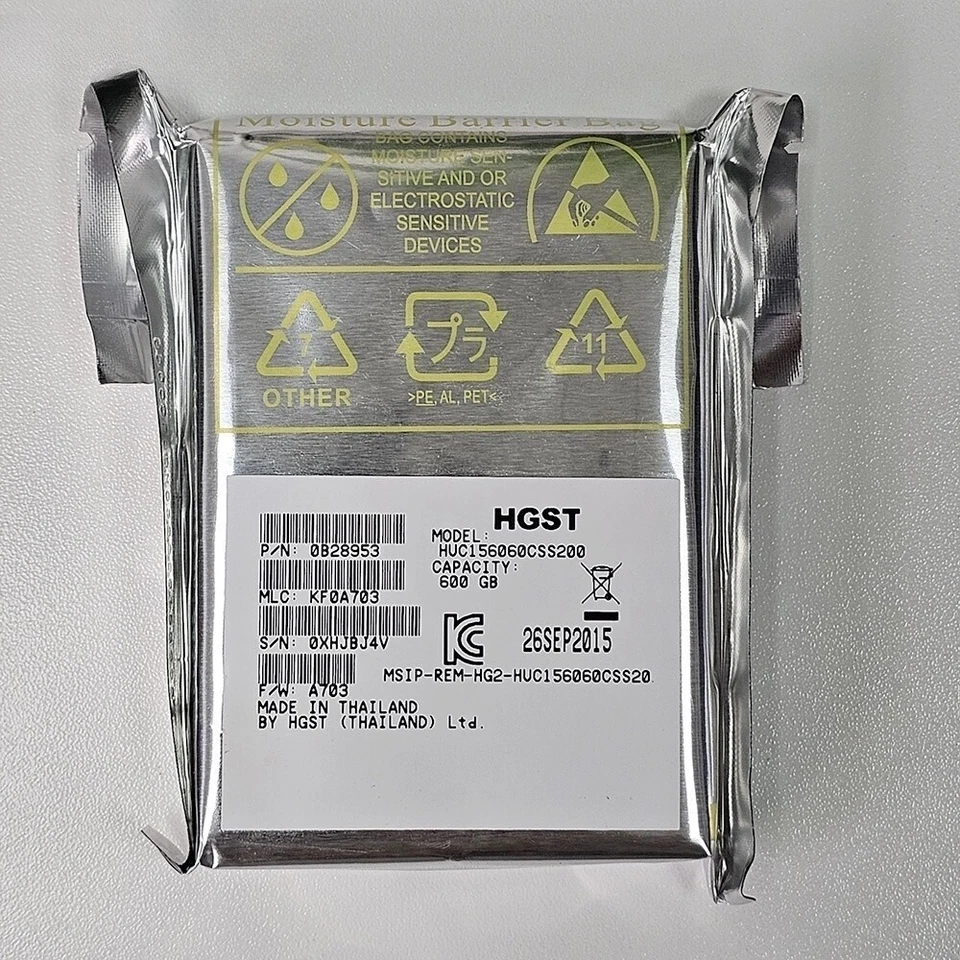 Moisture Barrier Bag
BAG CONTAINS
MOISTURE SEN-
SITIVE AND OR
ELECTROSTATIC
SENSITIVE
DEVICES
7
OTHER
プラ
>PE, AL, PET<
11
HGST
MODEL:
HUC156060CSS200
CAPACITY:
600 GB
P/N: 0B28953
MLC: KF0A703
S/N: 0XHJBJ4V
F/W: A703
26SEP2015
MSIP-REM-HG2-HUC156060CSS20.
MADE IN THAILAND
BY HGST (THAILAND) Ltd.